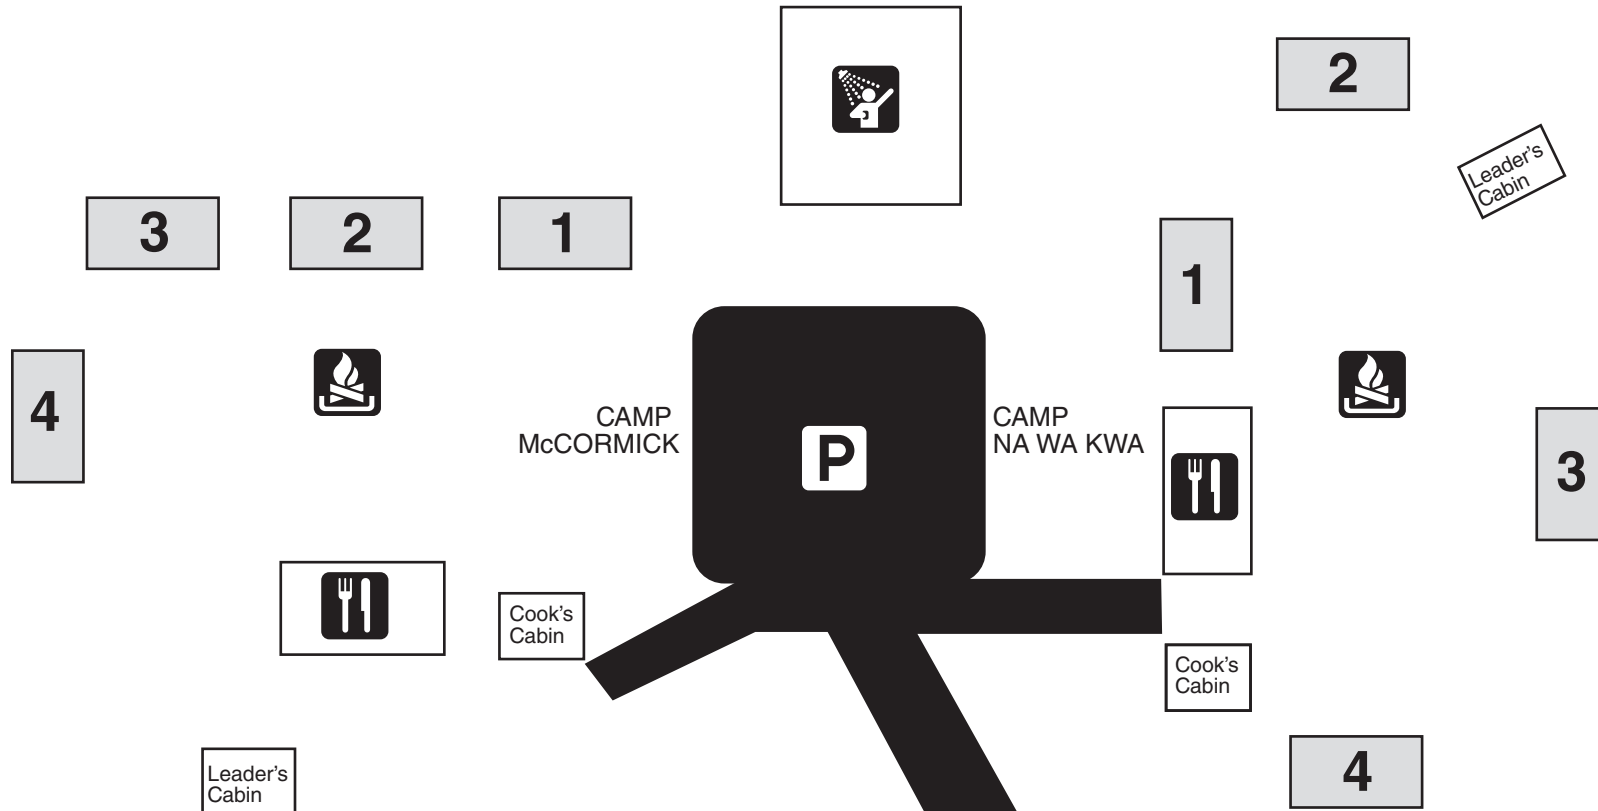 2
Leader's
Cabin
3
2
1
1
4
CAMP
McCORMICK
P
CAMP
NA WA KWA
3
Cook's
Cabin
Cook's
Cabin
Leader's
Cabin
4